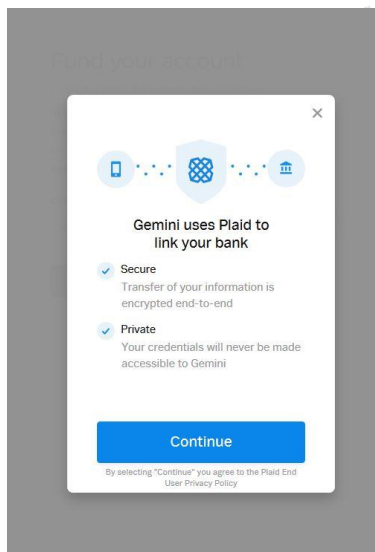 Fund your account
Gemini uses Plaid to
link your bank
Secure
Transfer of your information is
encrypted end-to-end
Private
Your credentials will never be made
accessible to Gemini
Continue
By selecting "Continue" you agree to the Plaid End
User Privacy Policy